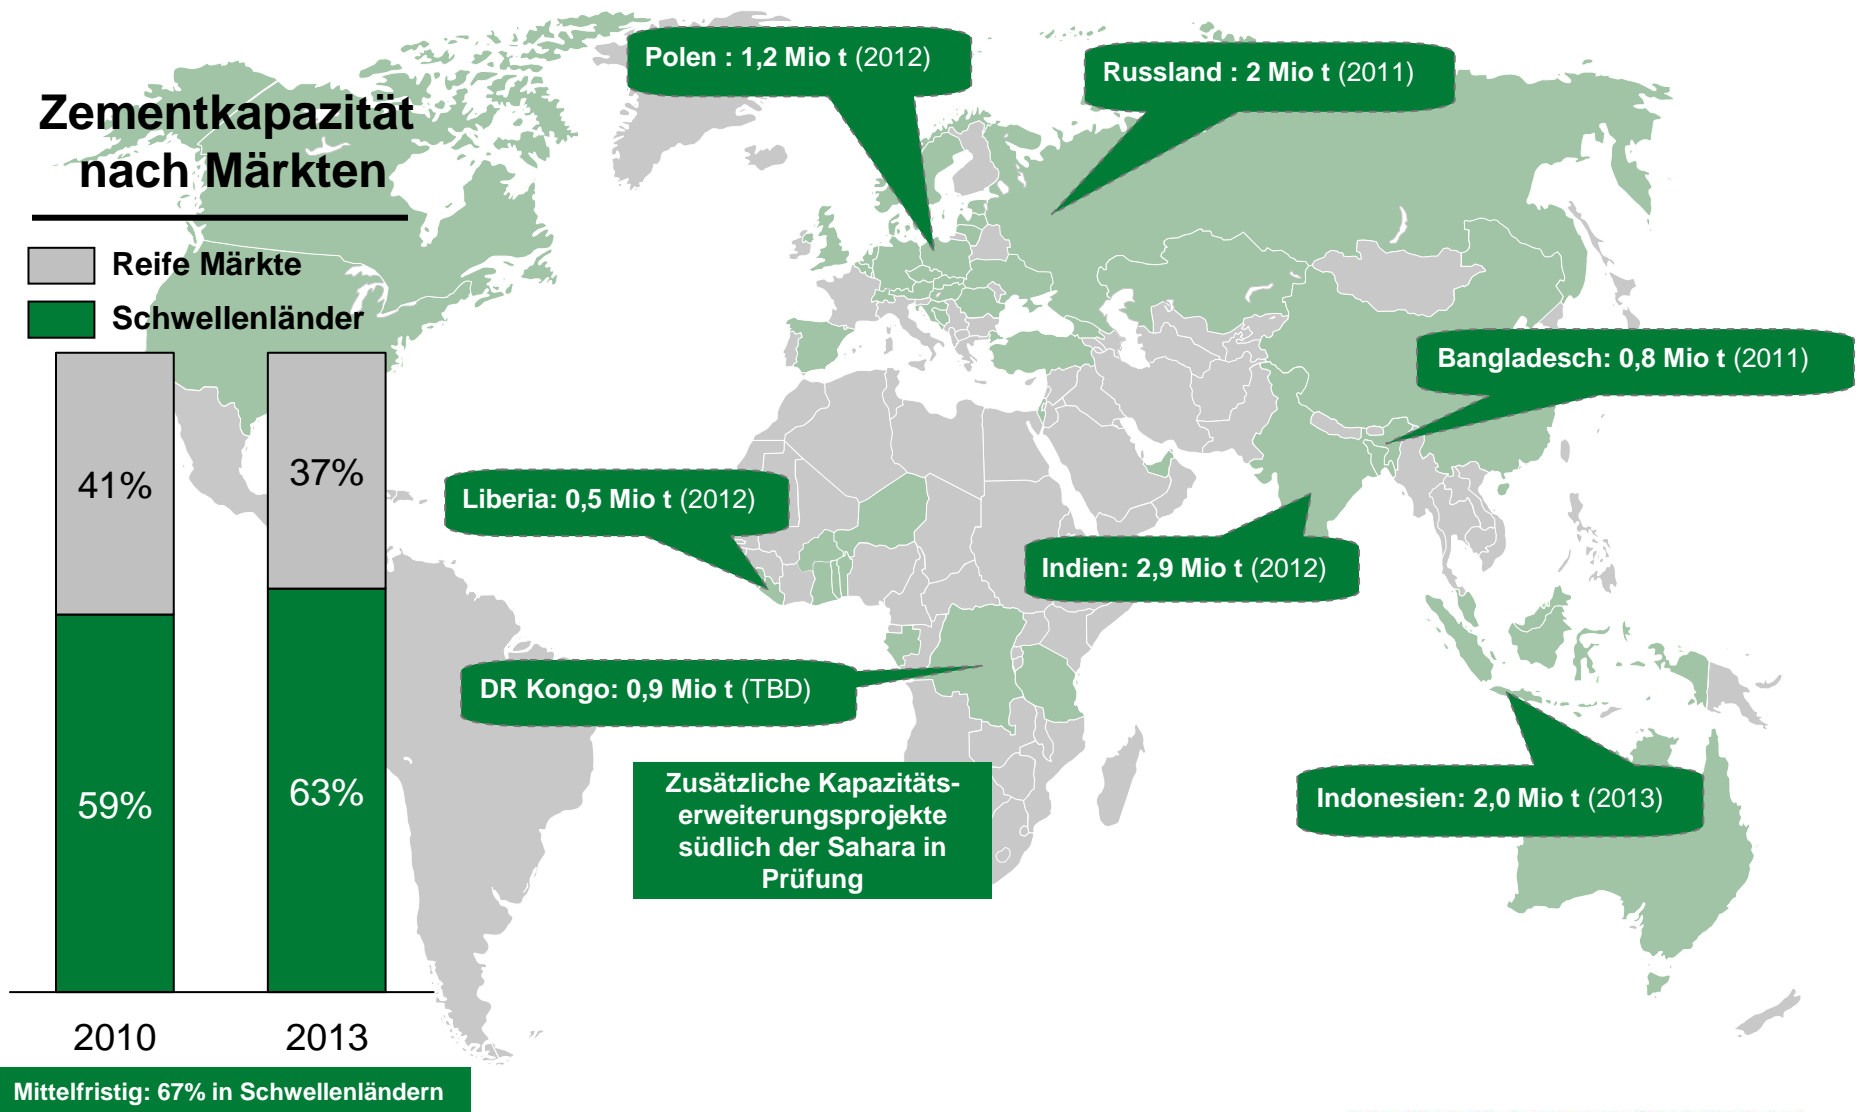 Zementkapazität
nach Märkten
Reife Märkte
Schwellenländer
41%
37%
59%
63%
2010
2013
Mittelfristig: 67% in Schwellenländern
Polen : 1,2 Mio t (2012)
Russland : 2 Mio t (2011)
Bangladesch: 0,8 Mio t (2011)
Liberia: 0,5 Mio t (2012)
Indien: 2,9 Mio t (2012)
DR Kongo: 0,9 Mio t (TBD)
Indonesien: 2,0 Mio t (2013)
Zusätzliche Kapazitäts-
erweiterungsprojekte
südlich der Sahara in
Prüfung